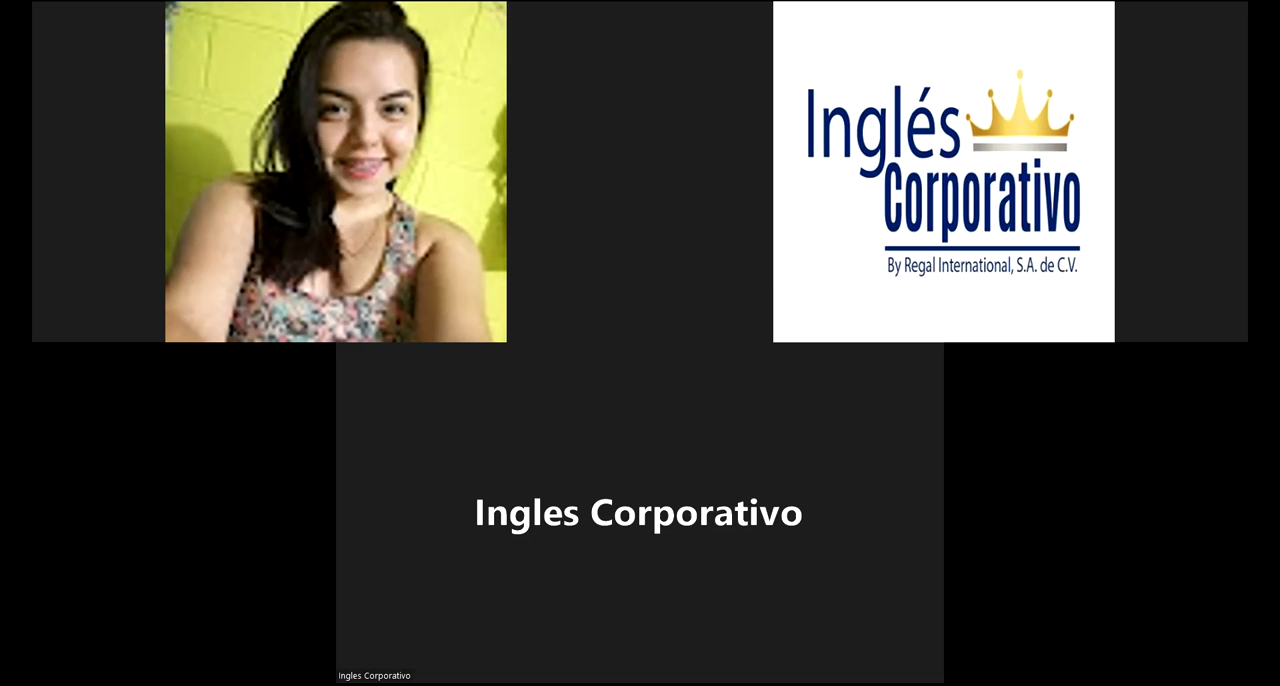 Inglés
Corporativo
By Regal International, S.A. de C.V.
Ingles Corporativo
Ingles Corporativo